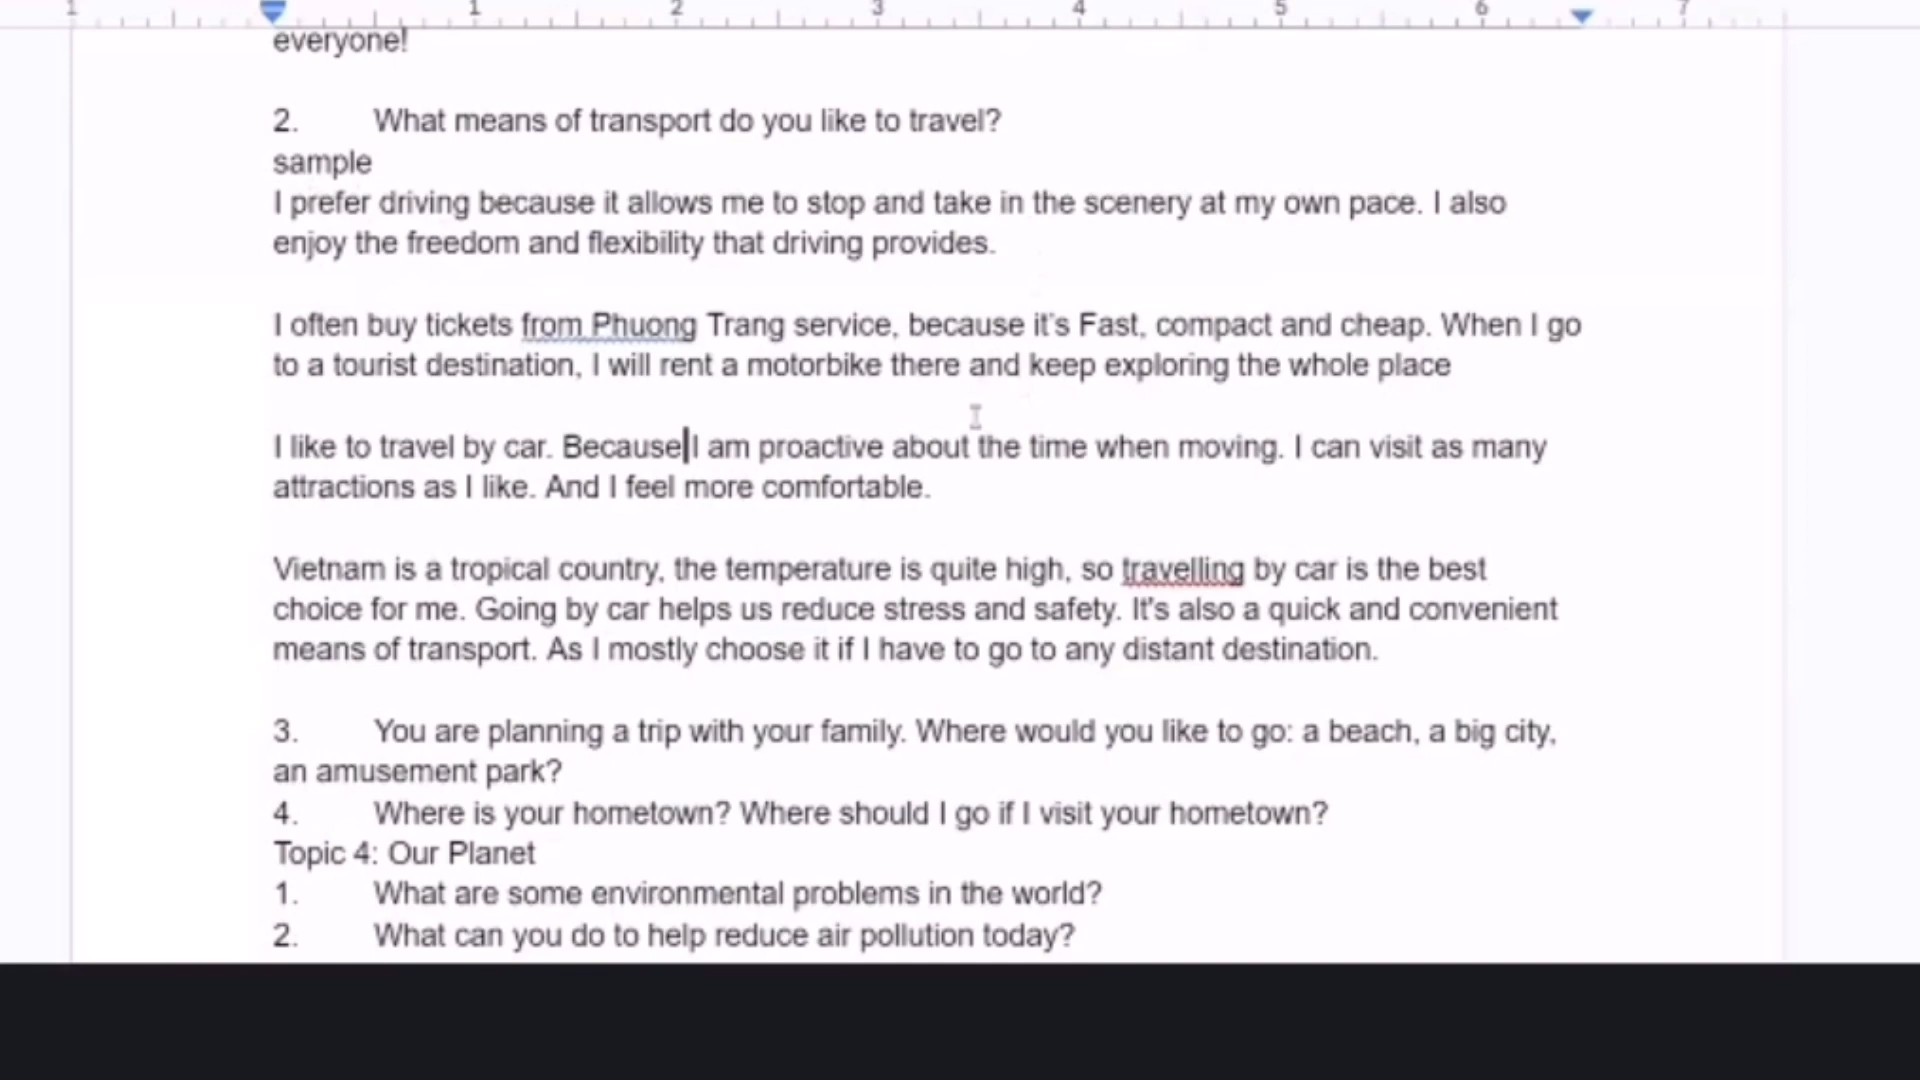 1 1 2 3 4 5 6 7
everyone!
2. What means of transport do you like to travel?
sample
I prefer driving because it allows me to stop and take in the scenery at my own pace. I also
enjoy the freedom and flexibility that driving provides.
I often buy tickets from Phuong Trang service, because it's Fast, compact and cheap. When I go
to a tourist destination, I will rent a motorbike there and keep exploring the whole place
I like to travel by car. Because I am proactive about the time when moving. I can visit as many
attractions as I like. And I feel more comfortable.
Vietnam is a tropical country, the temperature is quite high, so travelling by car is the best
choice for me. Going by car helps us reduce stress and safety. It's also a quick and convenient
means of transport. As I mostly choose it if I have to go to any distant destination.
3. You are planning a trip with your family. Where would you like to go: a beach, a big city,
an amusement park?
4. Where is your hometown? Where should I go if I visit your hometown?
Topic 4: Our Planet
1. What are some environmental problems in the world?
2. What can you do to help reduce air pollution today?